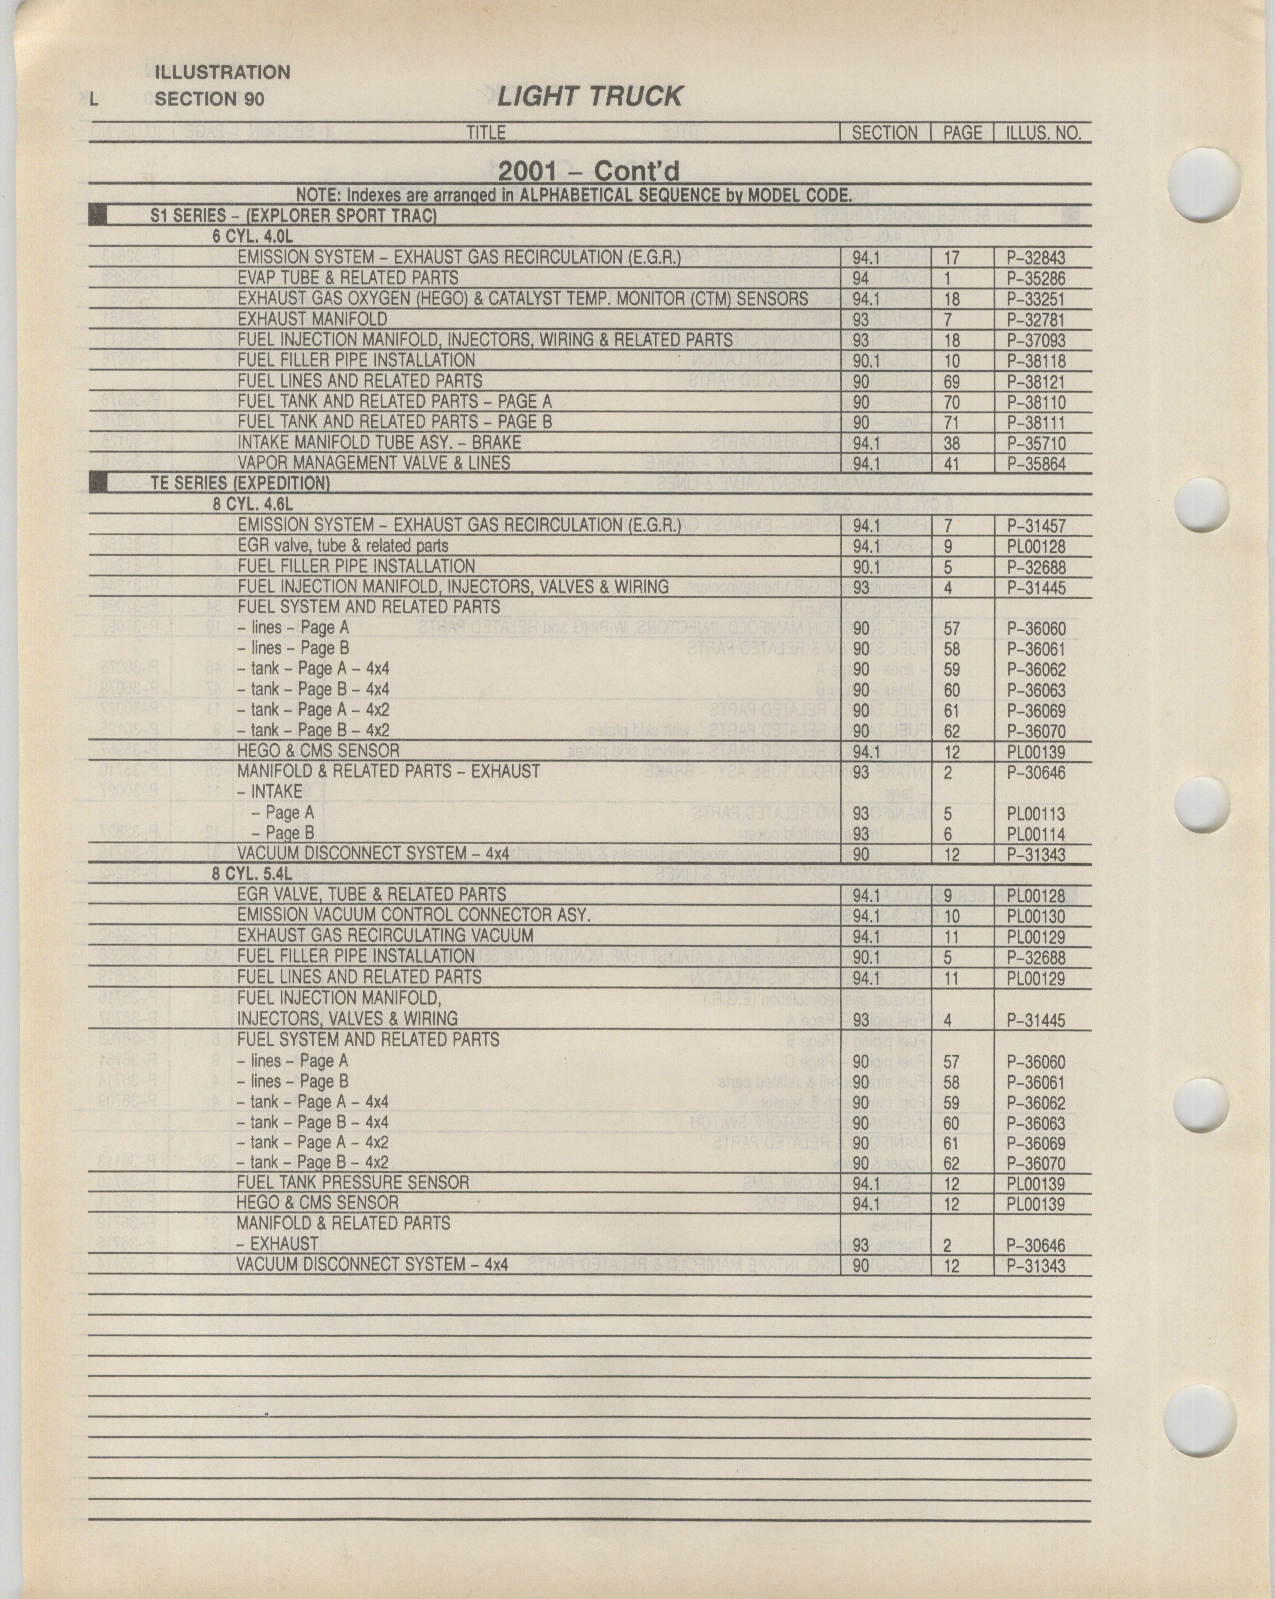 ILLUSTRATION
L SECTION 90 LIGHT TRUCK
TITLE SECTION PAGE ILLUS. NO.
2001 – Cont'd
NOTE: Indexes are arranged in ALPHABETICAL SEQUENCE by MODEL CODE.
S1 SERIES – (EXPLORER SPORT TRAC)
6 CYL. 4.0L
EMISSION SYSTEM – EXHAUST GAS RECIRCULATION (E.G.R.) 94.1 17 P–32843
EVAP TUBE & RELATED PARTS 94 1 P–35286
EXHAUST GAS OXYGEN (HEGO) & CATALYST TEMP. MONITOR (CTM) SENSORS 94.1 18 P–33251
EXHAUST MANIFOLD 93 7 P–32781
FUEL INJECTION MANIFOLD, INJECTORS, WIRING & RELATED PARTS 93 18 P–37093
FUEL FILLER PIPE INSTALLATION 90.1 10 P–38118
FUEL LINES AND RELATED PARTS 90 69 P–38121
FUEL TANK AND RELATED PARTS – PAGE A 90 70 P–38110
FUEL TANK AND RELATED PARTS – PAGE B 90 71 P–38111
INTAKE MANIFOLD TUBE ASY. – BRAKE 94.1 38 P–35710
VAPOR MANAGEMENT VALVE & LINES 94.1 41 P–35864
TE SERIES (EXPEDITION)
8 CYL. 4.6L
EMISSION SYSTEM – EXHAUST GAS RECIRCULATION (E.G.R.) 94.1 7 P–31457
EGR valve, tube & related parts 94.1 9 PL00128
FUEL FILLER PIPE INSTALLATION 90.1 5 P–32688
FUEL INJECTION MANIFOLD, INJECTORS, VALVES & WIRING 93 4 P–31445
FUEL SYSTEM AND RELATED PARTS
– lines – Page A 90 57 P–36060
– lines – Page B 90 58 P–36061
– tank – Page A – 4x4 90 59 P–36062
– tank – Page B – 4x4 90 60 P–36063
– tank – Page A – 4x2 90 61 P–36069
– tank – Page B – 4x2 90 62 P–36070
HEGO & CMS SENSOR 94.1 12 PL00139
MANIFOLD & RELATED PARTS – EXHAUST 93 2 P–30646
– INTAKE
– Page A 93 5 PL00113
– Page B 93 6 PL00114
VACUUM DISCONNECT SYSTEM – 4x4 90 12 P–31343
8 CYL. 5.4L
EGR VALVE, TUBE & RELATED PARTS 94.1 9 PL00128
EMISSION VACUUM CONTROL CONNECTOR ASY. 94.1 10 PL00130
EXHAUST GAS RECIRCULATING VACUUM 94.1 11 PL00129
FUEL FILLER PIPE INSTALLATION 90.1 5 P–32688
FUEL LINES AND RELATED PARTS 94.1 11 PL00129
FUEL INJECTION MANIFOLD,
INJECTORS, VALVES & WIRING 93 4 P–31445
FUEL SYSTEM AND RELATED PARTS
– lines – Page A 90 57 P–36060
– lines – Page B 90 58 P–36061
– tank – Page A – 4x4 90 59 P–36062
– tank – Page B – 4x4 90 60 P–36063
– tank – Page A – 4x2 90 61 P–36069
– tank – Page B – 4x2 90 62 P–36070
FUEL TANK PRESSURE SENSOR 94.1 12 PL00139
HEGO & CMS SENSOR 94.1 12 PL00139
MANIFOLD & RELATED PARTS
– EXHAUST 93 2 P–30646
VACUUM DISCONNECT SYSTEM – 4x4 90 12 P–31343